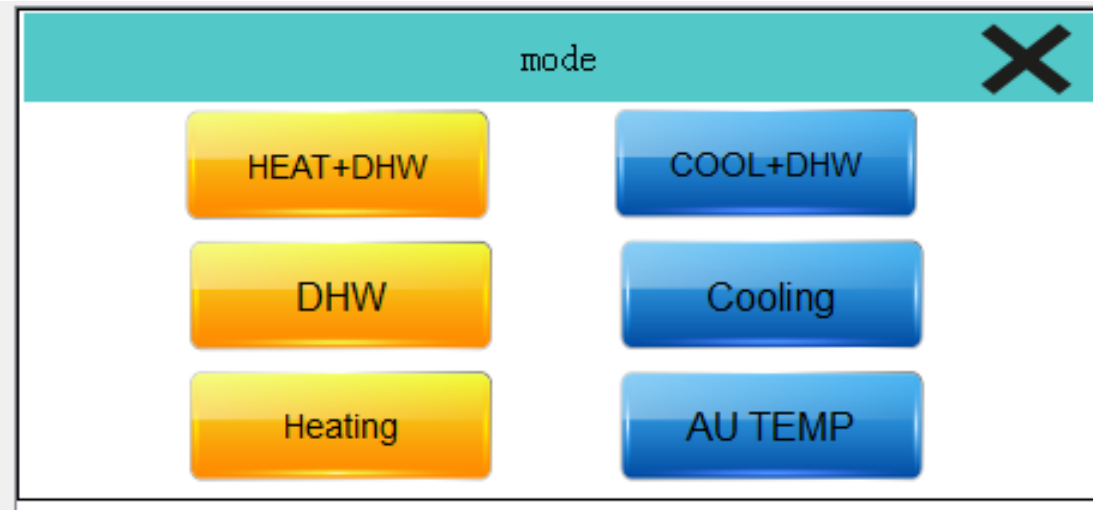 mode
HEAT+DHW
COOL+DHW
DHW
Cooling
Heating
AU TEMP